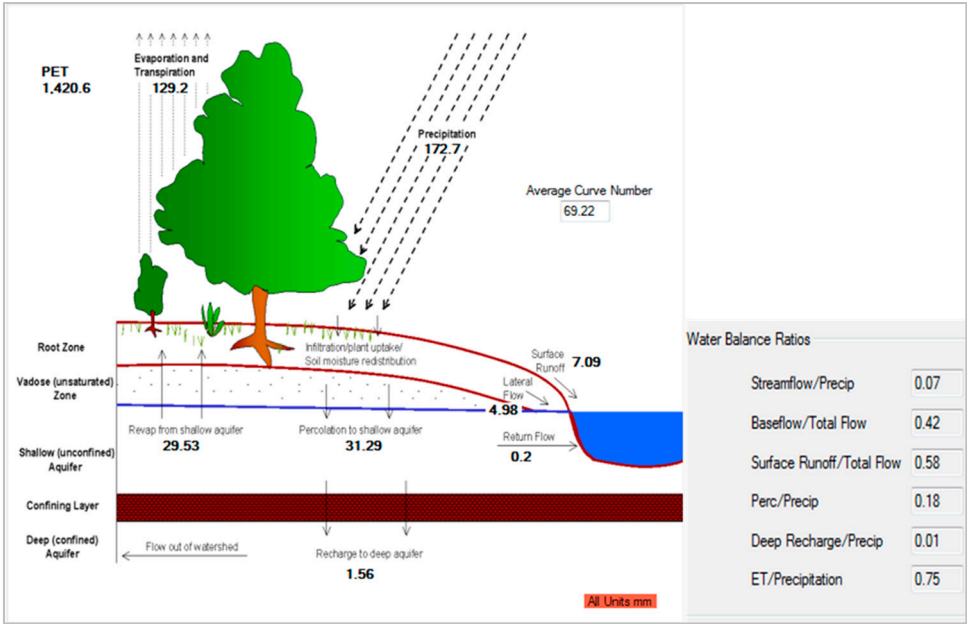 PET
1,420.6
Evaporation and
Transpiration
129.2
Precipitation
172.7
Average Curve Number
69.22
Root Zone
Infiltration/plant uptake/
Soil moisture redistribution
Surface
Runoff
7.09
Vadose (unsaturated)
Zone
Lateral
Flow
4.98
Revap from shallow aquifer
29.53
Percolation to shallow aquifer
31.29
Return Flow
0.2
Shallow (unconfined)
Aquifer
Confining Layer
Deep (confined)
Aquifer
Flow out of watershed
Recharge to deep aquifer
1.56
All Units mm
Water Balance Ratios
Streamflow/Precip 0.07
Baseflow/Total Flow 0.42
Surface Runoff/Total Flow 0.58
Perc/Precip 0.18
Deep Recharge/Precip 0.01
ET/Precipitation 0.75